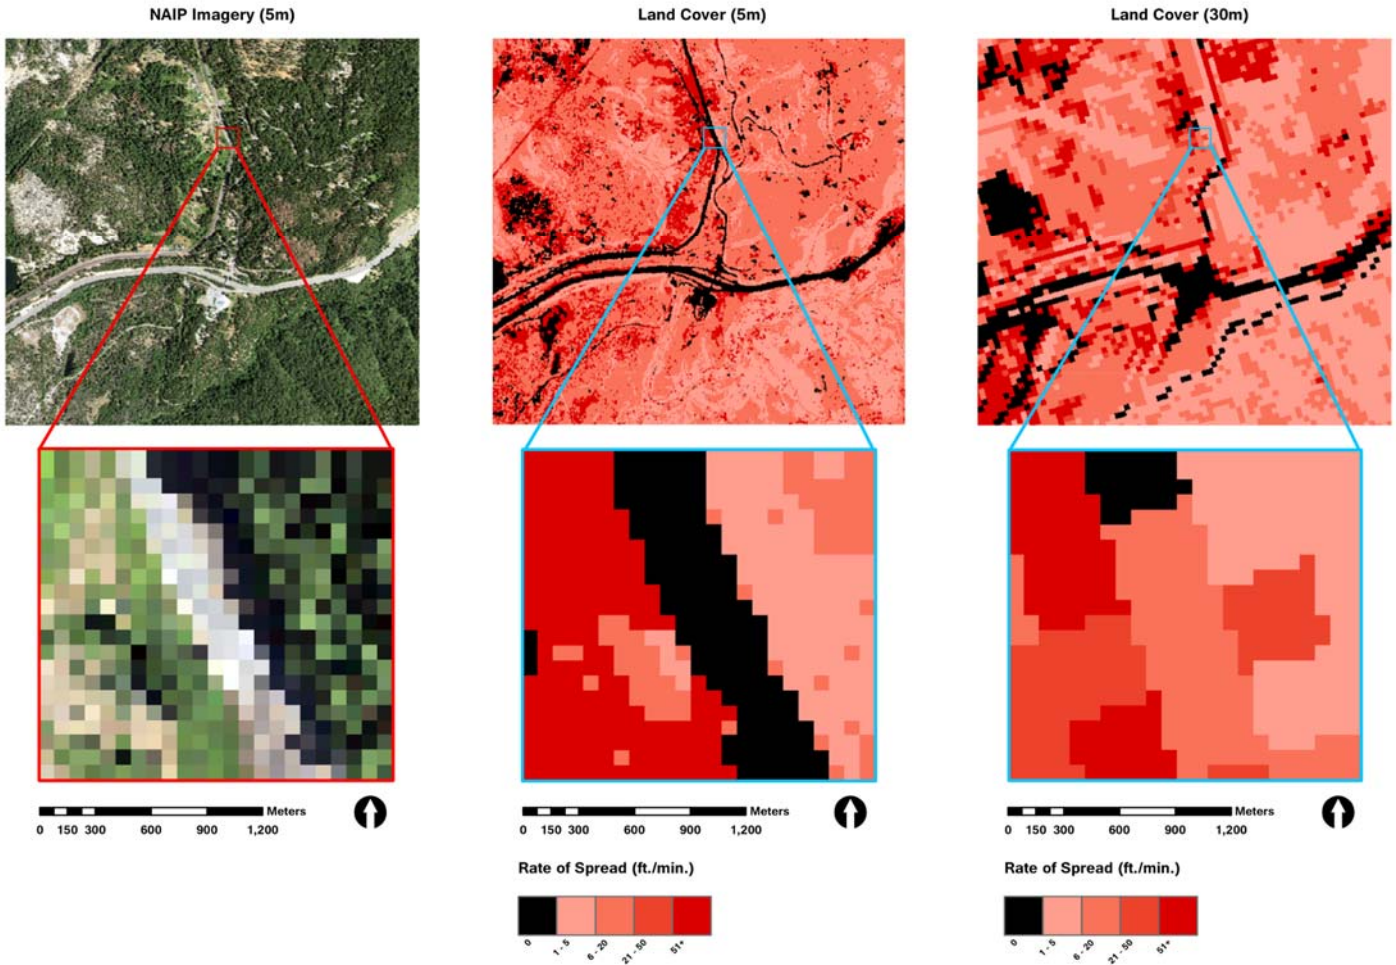 NAIP Imagery (5m)
Land Cover (5m)
Land Cover (30m)
Meters
0 150 300 600 900 1,200
Meters
0 150 300 600 900 1,200
Meters
0 150 300 600 900 1,200
Rate of Spread (ft./min.)
0 1 - 5 6 - 20 21 - 50 51+
Rate of Spread (ft./min.)
0 1 - 5 6 - 20 21 - 50 51+